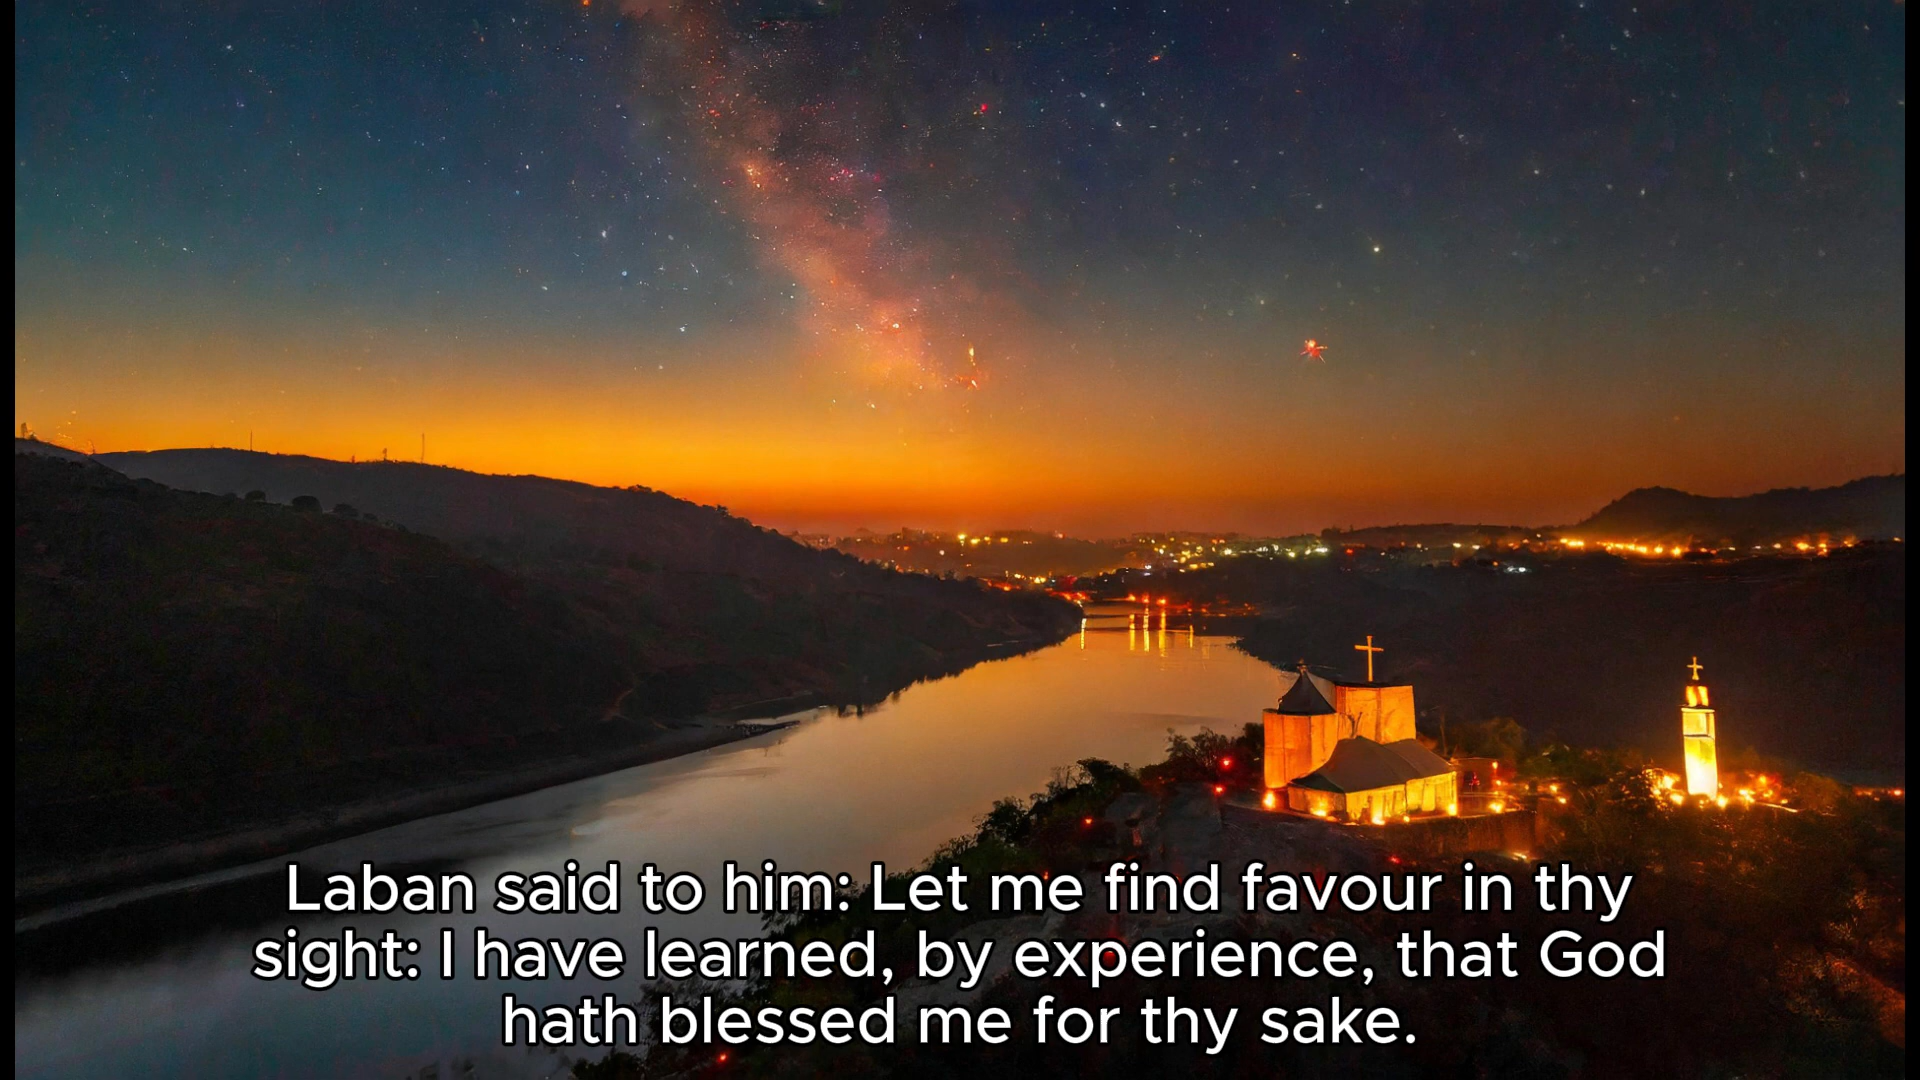 Laban said to him: Let me find favour in thy
sight: I have learned, by experience, that God
hath blessed me for thy sake.